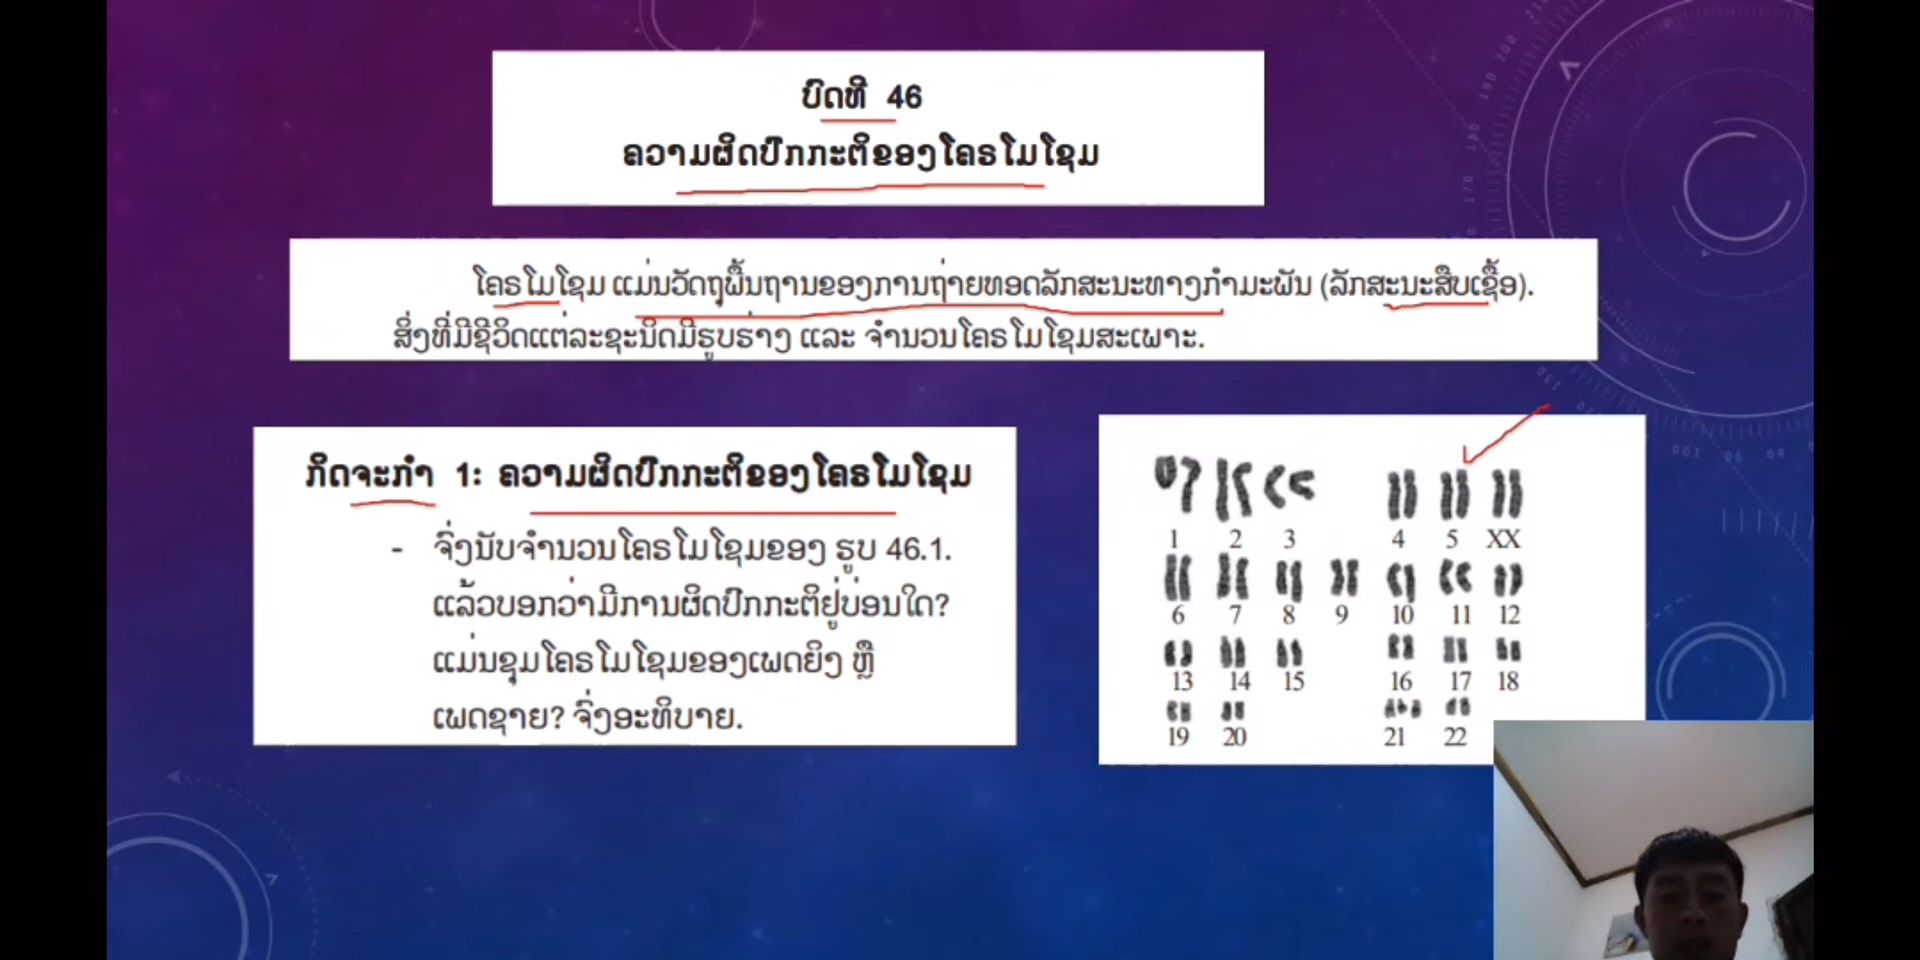 ບົດທີ 46
ຄວາມຜິດປົກກະຕິຂອງໂຄຣໂມໂຊມ
ໂຄຣໂມໂຊມ ແມ່ນວັດຖຸພື້ນຖານຂອງການຖ່າຍທອດລັກສະນະທາງກຳມະພັນ (ລັກສະນະສືບເຊື້ອ).
ສິ່ງທີ່ມີຊີວິດແຕ່ລະຊະນິດມີຮູບຮ່າງ ແລະ ຈຳນວນໂຄຣໂມໂຊມສະເພາະ.
ກິດຈະກຳ 1: ຄວາມຜິດປົກກະຕິຂອງໂຄຣໂມໂຊມ
- ຈົ່ງນັບຈຳນວນໂຄຣໂມໂຊມຂອງ ຮູບ 46.1.
ແລ້ວບອກວ່າມີການຜິດປົກກະຕິຢູ່ບ່ອນໃດ?
ແມ່ນຊຸມໂຄຣໂມໂຊມຂອງເພດຍິງ ຫຼື
ເພດຊາຍ? ຈົ່ງອະທິບາຍ.
1 2 3 4 5 XX
6 7 8 9 10 11 12
13 14 15 16 17 18
19 20 21 22